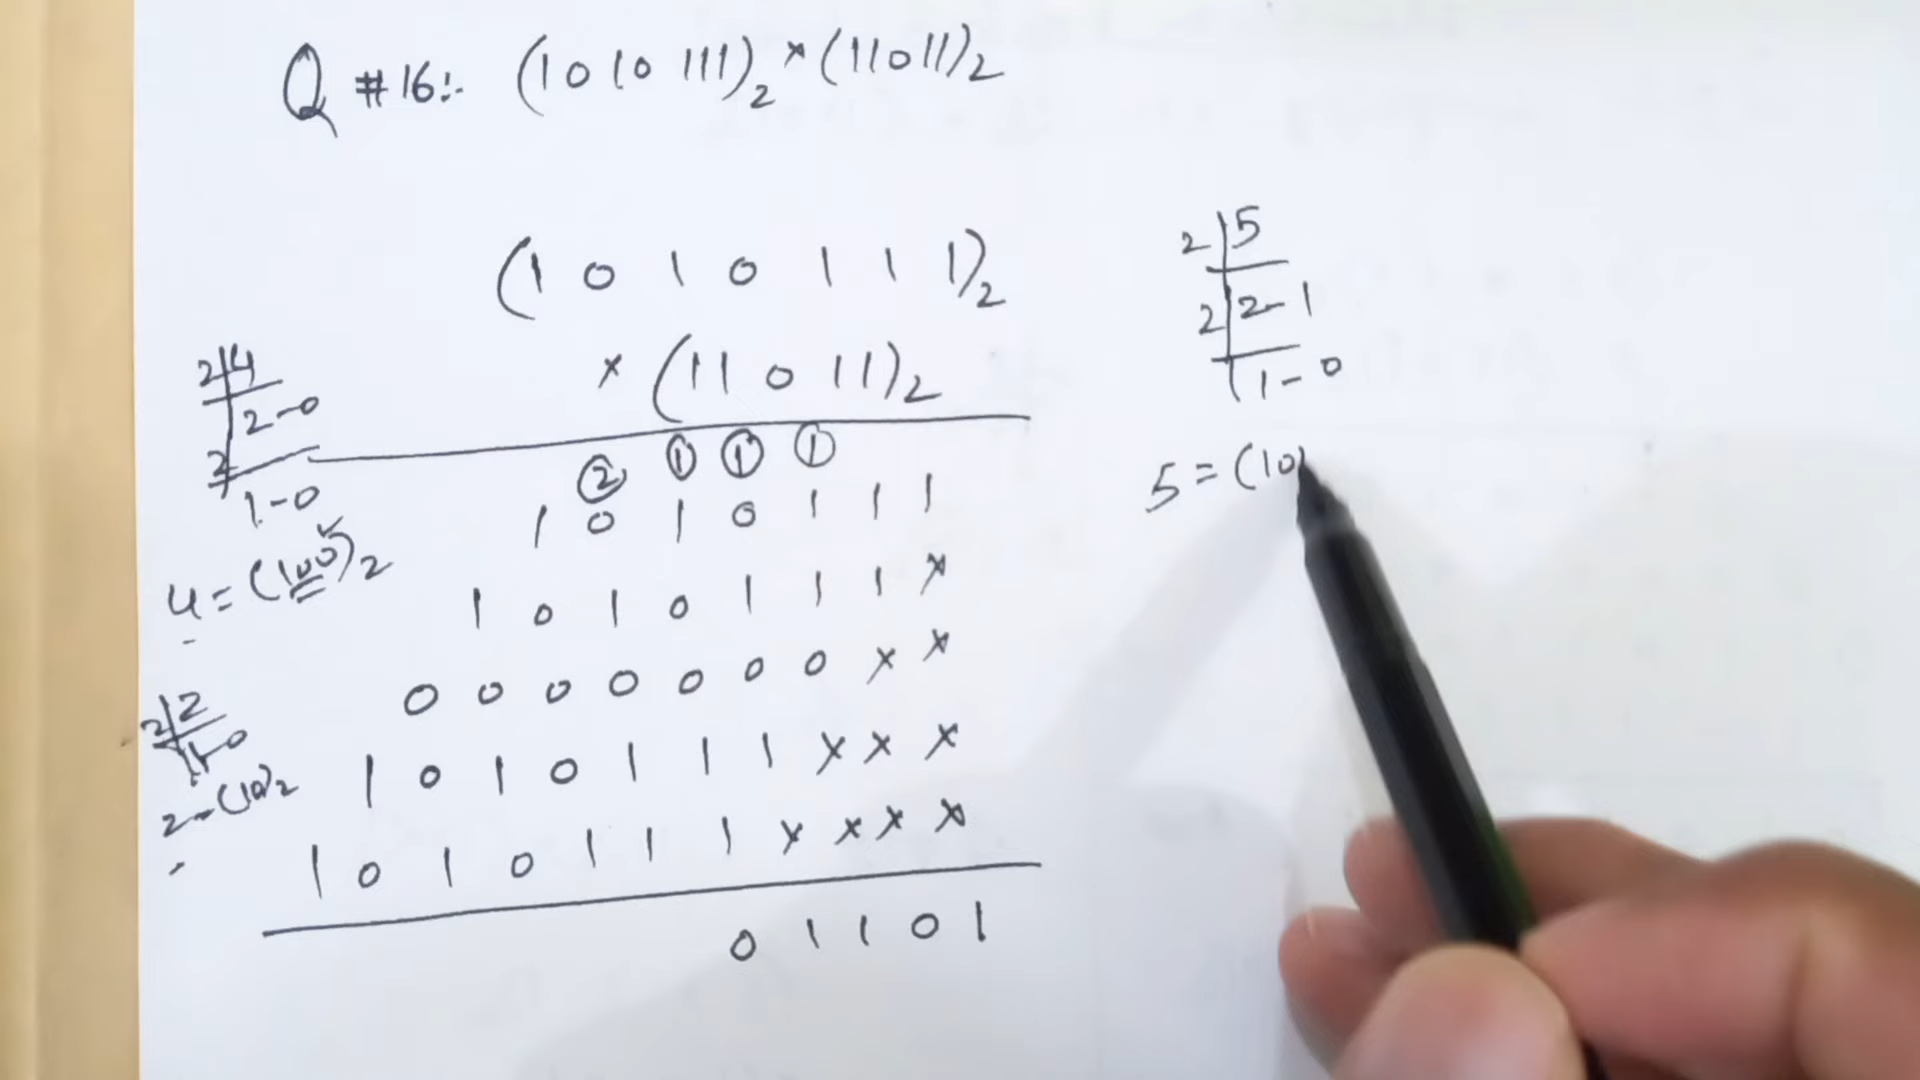 Q #16:- (1010111)₂ × (11011)₂
(1 0 1 0 1 1 1)₂
× (11 0 11)₂
② ① ① ①
1 0 1 0 1 1 1
1 0 1 0 1 1 1 ×
0 0 0 0 0 0 0 × ×
1 0 1 0 1 1 1 × × ×
1 0 1 0 1 1 1 × × × ×
0 1 1 0 1
2|4
2|2-0
1-0
4 = (100)₂
2|2
1-0
2-(10)₂
2|5
2|2-1
1-0
5 = (10